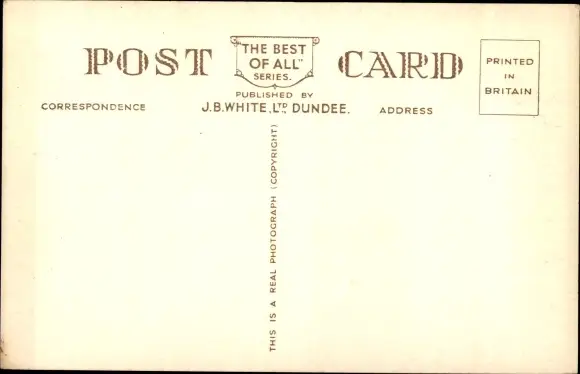 POST CARD
"THE BEST
OF ALL"
SERIES.
PUBLISHED BY
J.B.WHITE, LTD., DUNDEE.
PRINTED
IN
BRITAIN
CORRESPONDENCE
ADDRESS
THIS IS A REAL PHOTOGRAPH (COPYRIGHT)